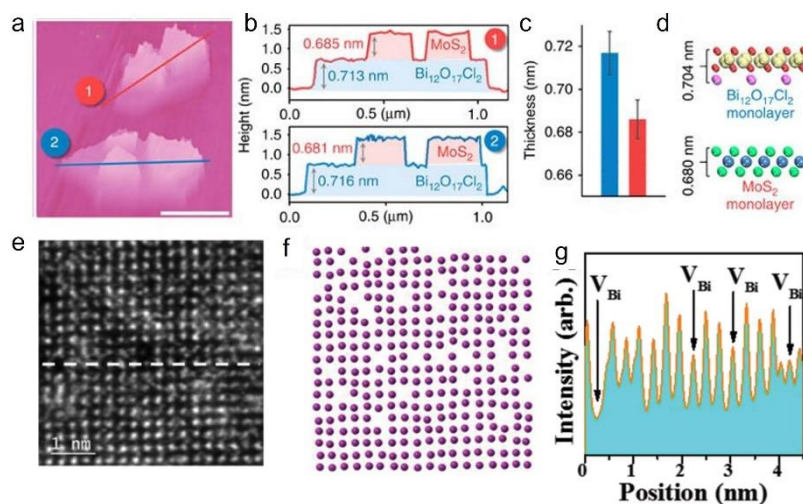 a
b
c
d
Height (nm)
1.5
1.0
0.5
0.0
0.685 nm
0.713 nm
MoS₂
Bi₁₂O₁₇Cl₂
1
0.0
0.5
(μm)
1.0
1.5
1.0
0.5
0.0
0.681 nm
0.716 nm
MoS₂
Bi₁₂O₁₇Cl₂
2
0.0
0.5
(μm)
1.0
1
2
Thickness (nm)
0.72
0.70
0.68
0.66
0.704 nm
Bi₁₂O₁₇Cl₂
monolayer
0.680 nm
MoS₂
monolayer
e
f
g
1 nm
Intensity (arb.)
V_Bi
V_Bi
V_Bi
V_Bi
0
1
2
3
4
Position (nm)